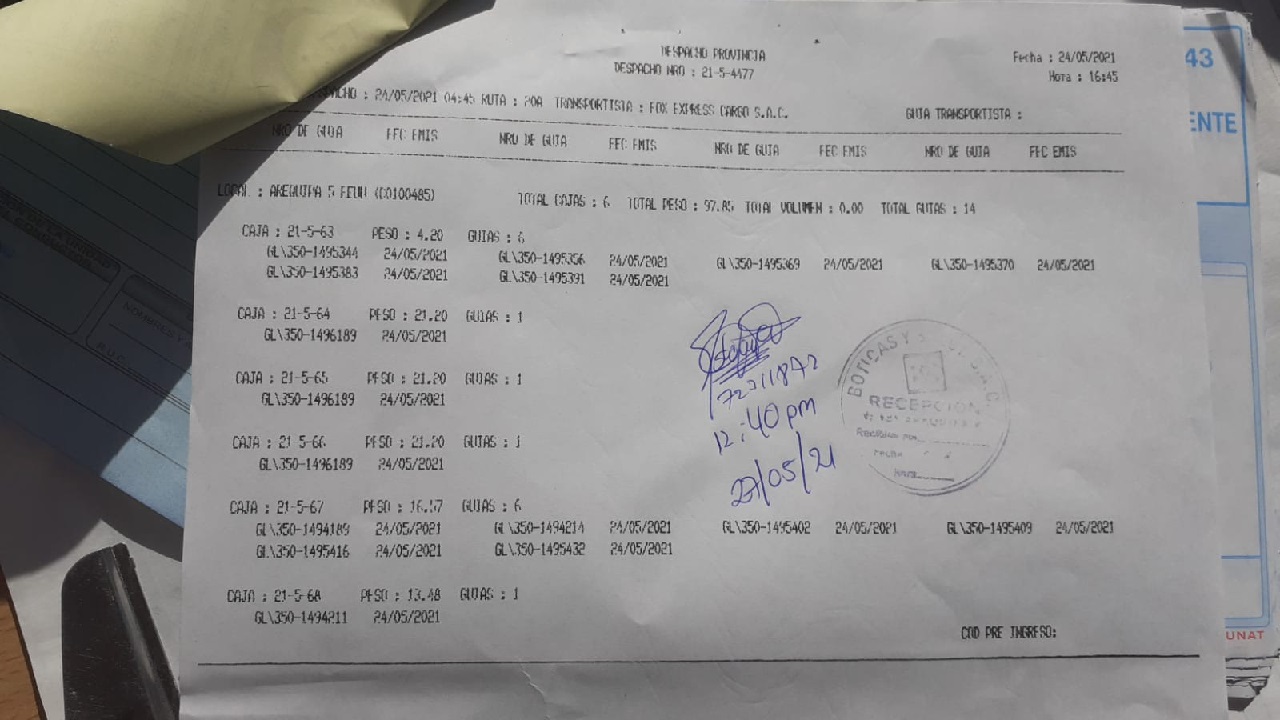 DESPACHO PROVINCIA
DESPACHO NRO : 21-5-4477
Fecha : 24/05/2021
Hora : 16:45
: 24/05/2021 04:45 RUTA : 20A TRANSPORTISTA : FOX EXPRESS CARGO S.A.C.
GUIA TRANSPORTISTA :
NRO DE GUIA FEC EMIS NRO DE GUIA FEC EMIS NRO DE GUIA FEC EMIS NRO DE GUIA FEC EMIS
LOCAL : AREQUIPA 5 (C0100485) TOTAL CAJAS : 6 TOTAL PESO : 97.85 TOTAL VOLUMEN : 0.00 TOTAL GUIAS : 14
CAJA : 21-5-63 PESO : 4.20 GUIAS : 6
GL\350-1495344 24/05/2021 GL\350-1495356 24/05/2021 GL\350-1495369 24/05/2021 GL\350-1495370 24/05/2021
GL\350-1495383 24/05/2021 GL\350-1495391 24/05/2021
CAJA : 21-5-64 PESO : 21.20 GUIAS : 1
GL\350-1496189 24/05/2021
CAJA : 21-5-65 PESO : 21.20 GUIAS : 1
GL\350-1496189 24/05/2021
CAJA : 21-5-66 PESO : 21.20 GUIAS : 1
GL\350-1496189 24/05/2021
CAJA : 21-5-67 PESO : 16.57 GUIAS : 6
GL\350-1494189 24/05/2021 GL\350-1494214 24/05/2021 GL\350-1495402 24/05/2021 GL\350-1495409 24/05/2021
GL\350-1495416 24/05/2021 GL\350-1495432 24/05/2021
CAJA : 21-5-68 PESO : 13.48 GUIAS : 1
GL\350-1494211 24/05/2021
COD PRE INGRESO:
12:40 pm
27/05/21
BOTICAS Y S.A.C.
RECEPCION
43
ENTE
UNAT